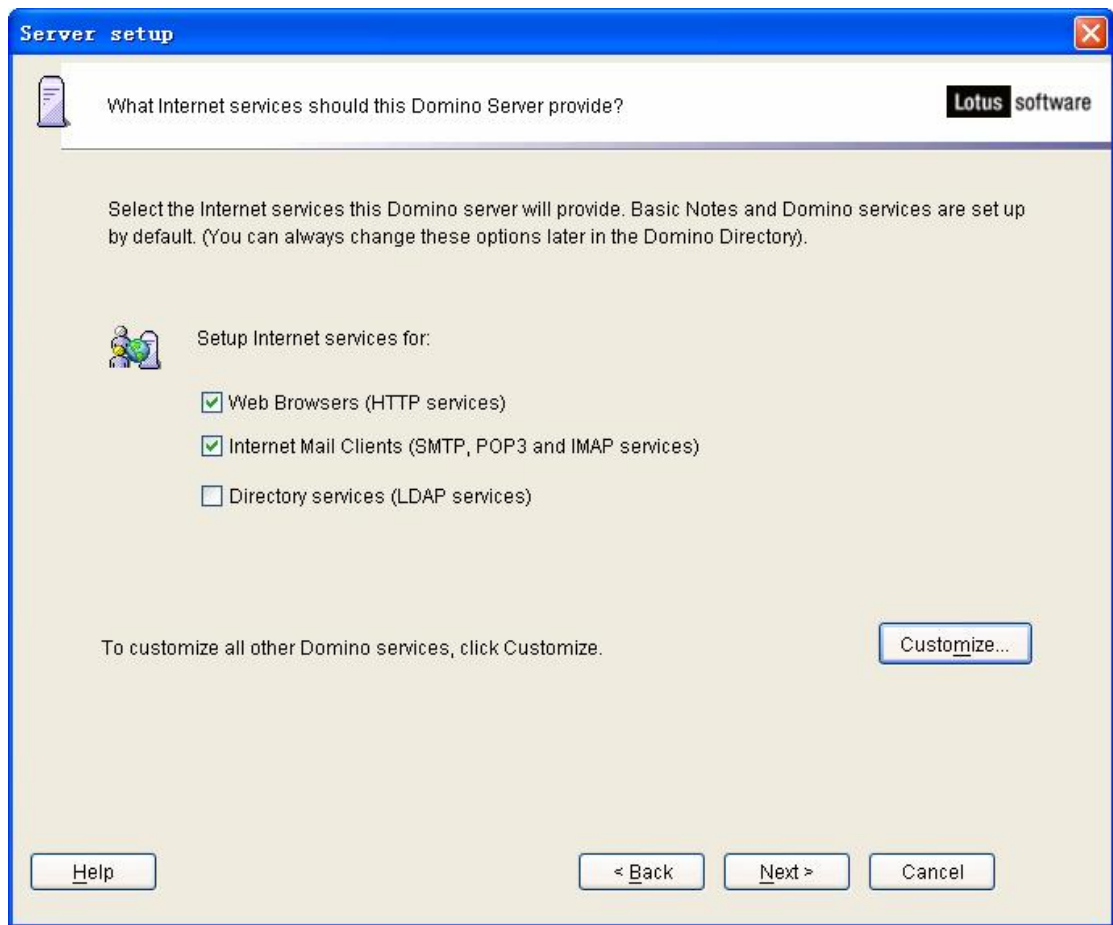 Server setup
What Internet services should this Domino Server provide?
Lotus software
Select the Internet services this Domino server will provide. Basic Notes and Domino services are set up
by default. (You can always change these options later in the Domino Directory).
Setup Internet services for:
Web Browsers (HTTP services)
Internet Mail Clients (SMTP, POP3 and IMAP services)
Directory services (LDAP services)
To customize all other Domino services, click Customize.
Customize...
Help
< Back
Next >
Cancel